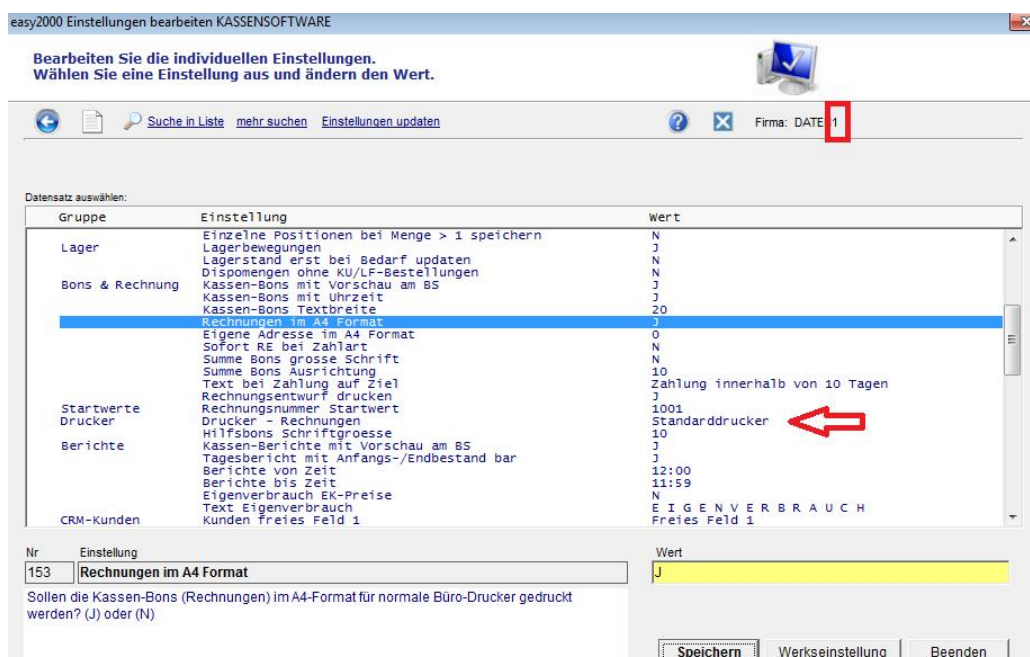 easy2000 Einstellungen bearbeiten KASSENSOFTWARE
Bearbeiten Sie die individuellen Einstellungen.
Wählen Sie eine Einstellung aus und ändern den Wert.
Suche in Liste mehr suchen Einstellungen updaten Firma: DATE 1
Datensatz auswählen:
Gruppe Einstellung Wert
Einzelne Positionen bei Menge > 1 speichern N
Lager Lagerbewegungen J
Lagerstand erst bei Bedarf updaten N
Dispomengen ohne KU/LF-Bestellungen N
Bons & Rechnung Kassen-Bons mit Vorschau am BS J
Kassen-Bons mit Uhrzeit J
Kassen-Bons Textbreite 20
Rechnungen im A4 Format J
Eigene Adresse im A4 Format 0
Sofort RE bei Zahlart N
Summe Bons grosse Schrift N
Summe Bons Ausrichtung 10
Text bei Zahlung auf Ziel Zahlung innerhalb von 10 Tagen
Rechnungsentwurf drucken J
Startwerte Rechnungsnummer Startwert 1001
Drucker Drucker - Rechnungen Standarddrucker
Hilfsbons Schriftgroesse 10
Berichte Kassen-Berichte mit Vorschau am BS J
Tagesbericht mit Anfangs-/Endbestand bar J
Berichte von Zeit 12:00
Berichte bis Zeit 11:59
Eigenverbrauch EK-Preise N
Text Eigenverbrauch E I G E N V E R B R A U C H
CRM-Kunden Kunden freies Feld 1 Freies Feld 1
Nr Einstellung Wert
153 Rechnungen im A4 Format J
Sollen die Kassen-Bons (Rechnungen) im A4-Format für normale Büro-Drucker gedruckt
werden? (J) oder (N)
Speichern Werkseinstellung Beenden